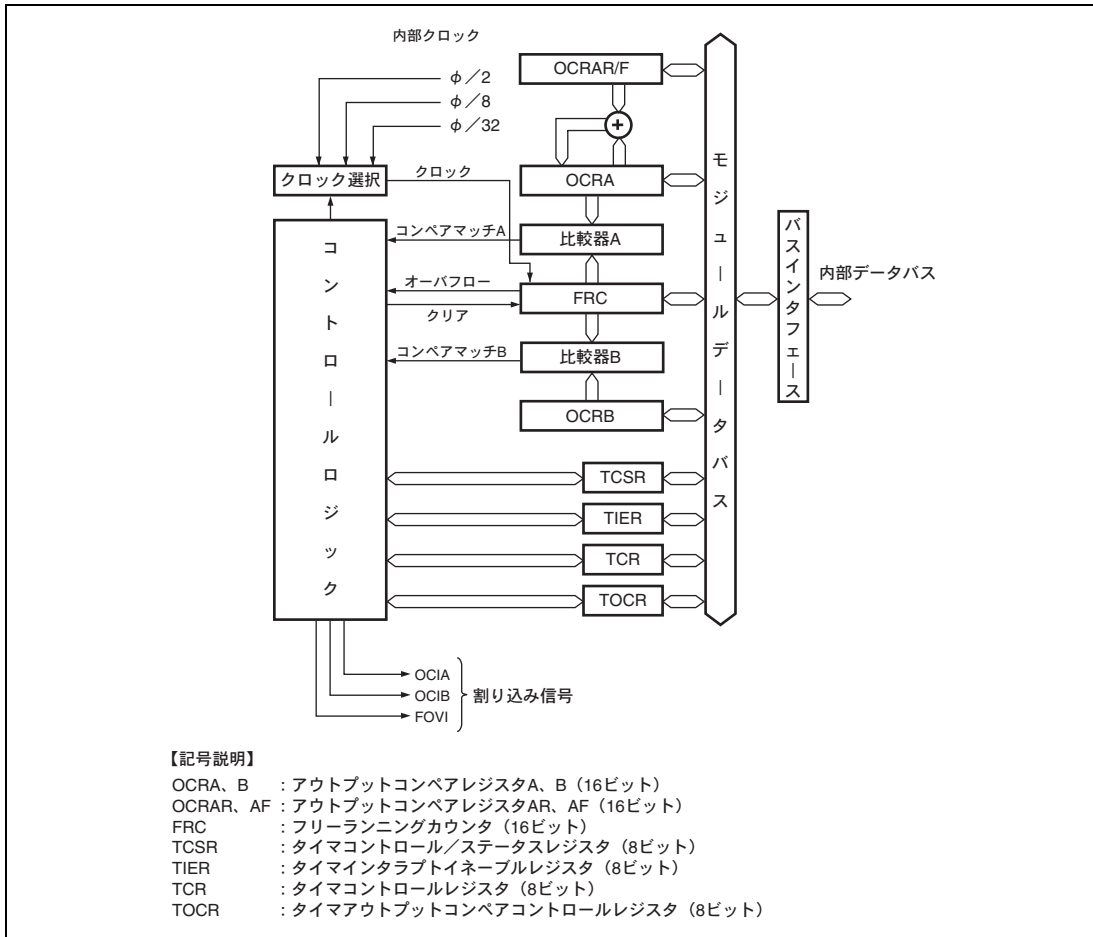 内部クロック
φ／2
φ／8
φ／32
OCRAR/F
+
クロック選択
クロック
OCRA
コンペアマッチA
比較器A
オーバフロー
FRC
クリア
コンペアマッチB
比較器B
OCRB
TCSR
TIER
TCR
TOCR
コントロールロジック
モジュールデータバス
バスインタフェース
内部データバス
OCIA
OCIB
FOVI
割り込み信号
【記号説明】
OCRA、B ：アウトプットコンペアレジスタA、B（16ビット）
OCRAR、AF ：アウトプットコンペアレジスタAR、AF（16ビット）
FRC ：フリーランニングカウンタ（16ビット）
TCSR ：タイマコントロール／ステータスレジスタ（8ビット）
TIER ：タイマインタラプトイネーブルレジスタ（8ビット）
TCR ：タイマコントロールレジスタ（8ビット）
TOCR ：タイマアウトプットコンペアコントロールレジスタ（8ビット）